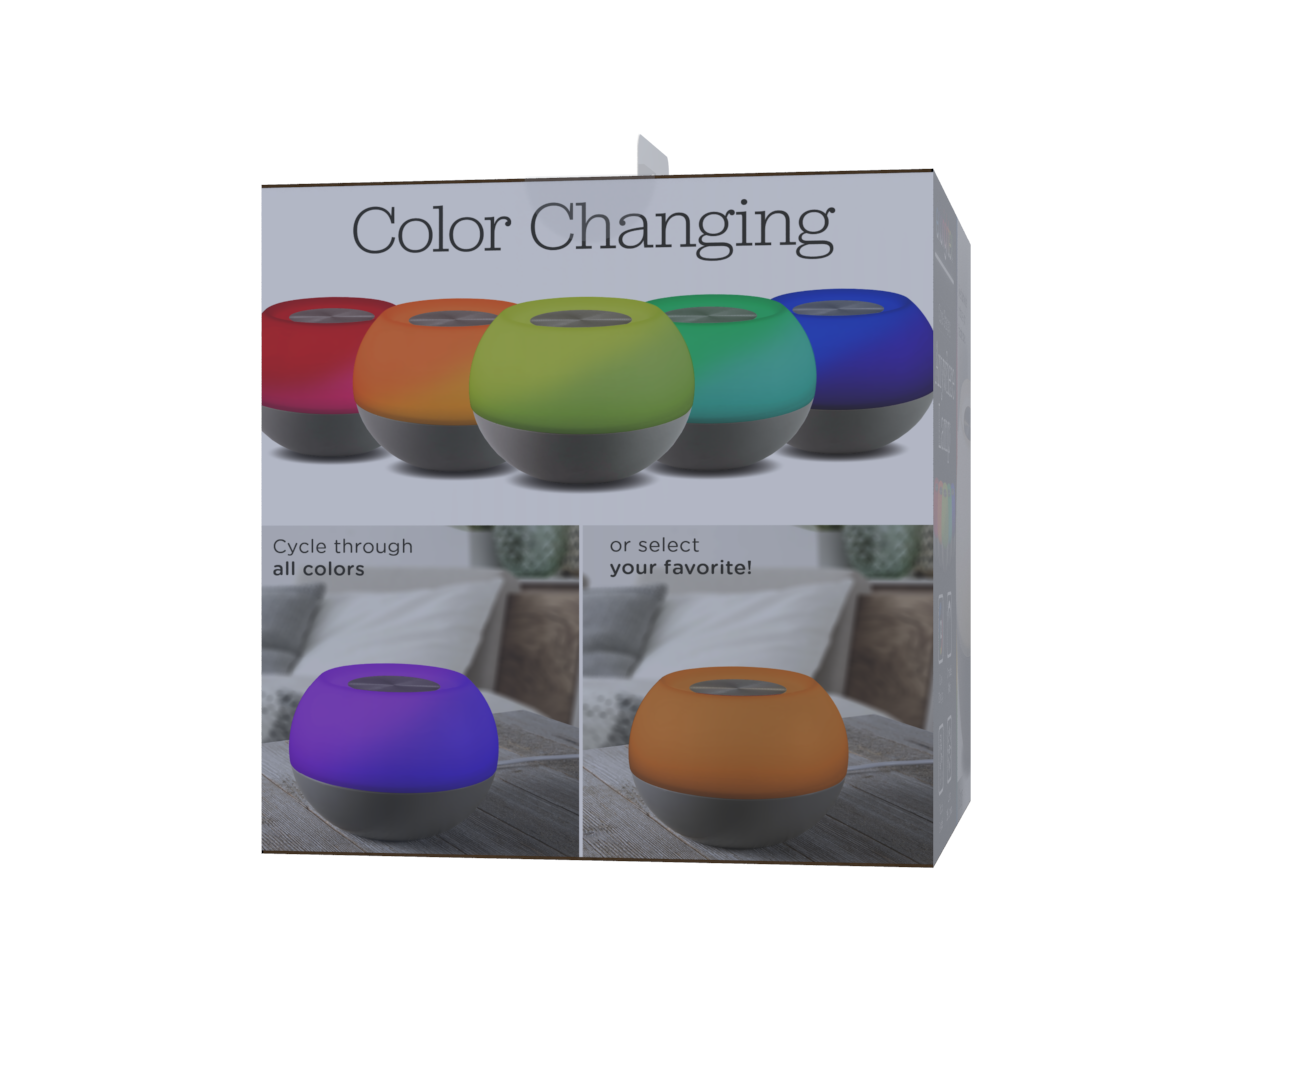 Color Changing
Cycle through
all colors
or select
your favorite!